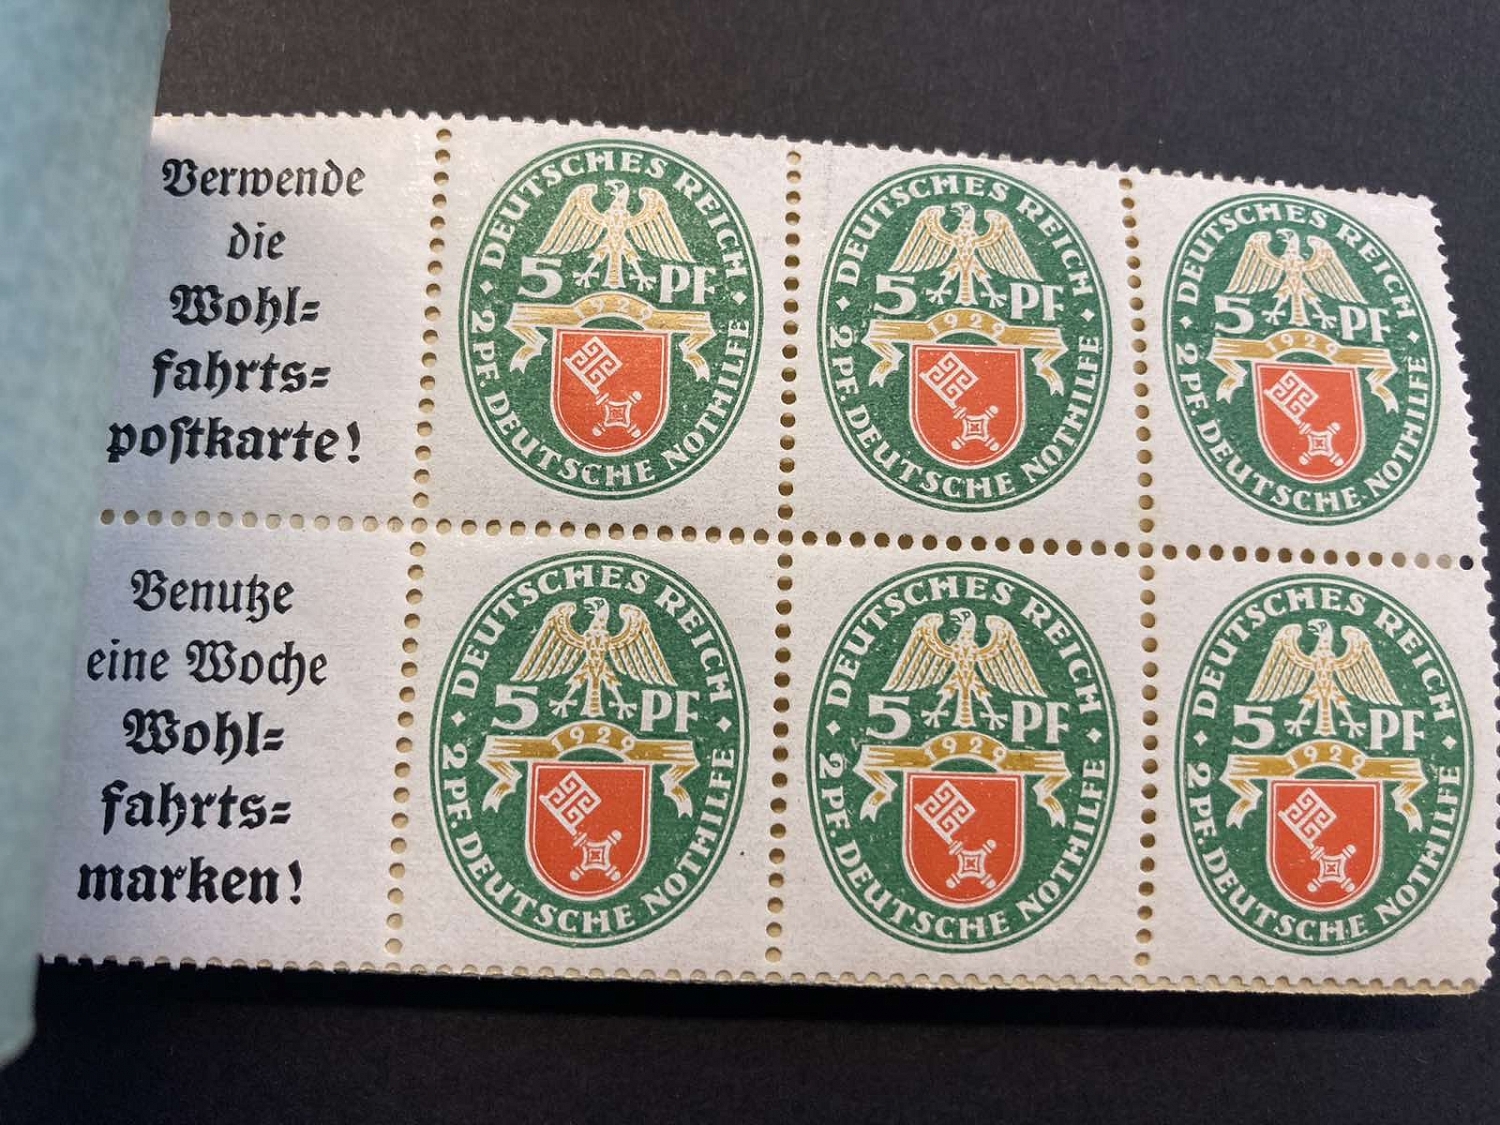 Verwende
die
Wohl=
fahrts=
poſtkarte!
DEUTSCHES REICH
5 PF
1929
2 PF. DEUTSCHE NOTHILFE
DEUTSCHES REICH
5 PF
1929
2 PF. DEUTSCHE NOTHILFE
DEUTSCHES REICH
5 PF
1929
2 PF. DEUTSCHE NOTHILFE
Benutze
eine Woche
Wohl=
fahrts=
marken!
DEUTSCHES REICH
5 PF
1929
2 PF. DEUTSCHE NOTHILFE
DEUTSCHES REICH
5 PF
1929
2 PF. DEUTSCHE NOTHILFE
DEUTSCHES REICH
5 PF
1929
2 PF. DEUTSCHE NOTHILFE